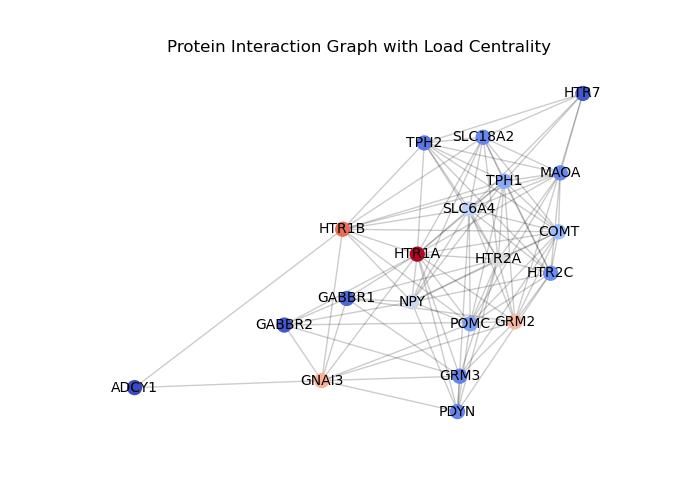 Protein Interaction Graph with Load Centrality
HTR7
SLC18A2
TPH2
MAOA
TPH1
SLC6A4
HTR1B
COMT
HTR1A
HTR2A
HTR2C
GABBR1
NPY
GABBR2
POMC
GRM2
GRM3
GNAI3
ADCY1
PDYN